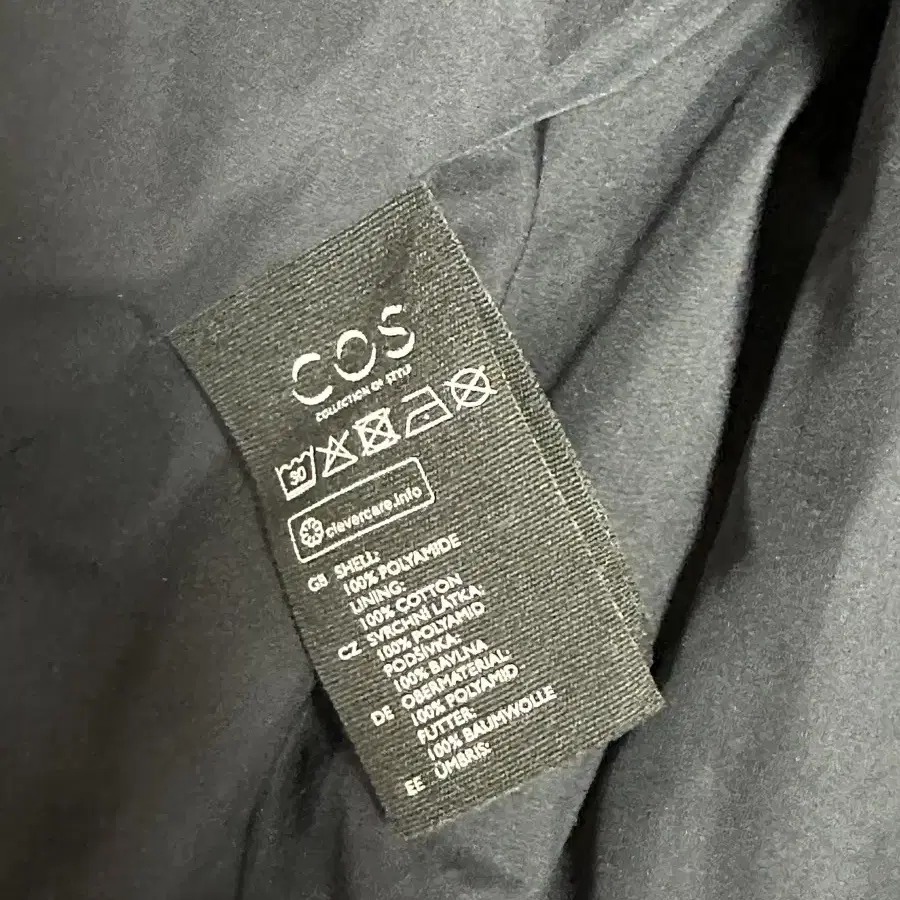 COS
COLLECTION OF STYLE
30
clevercare.info
GB SHELL:
100% POLYAMIDE
LINING:
100% COTTON
CZ SVRCHNÍ LÁTKA:
100% POLYAMID
PODŠÍVKA:
100% BAVLNA
DE OBERMATERIAL:
100% POLYAMID
FUTTER:
100% BAUMWOLLE
EE ÜMBRIS: